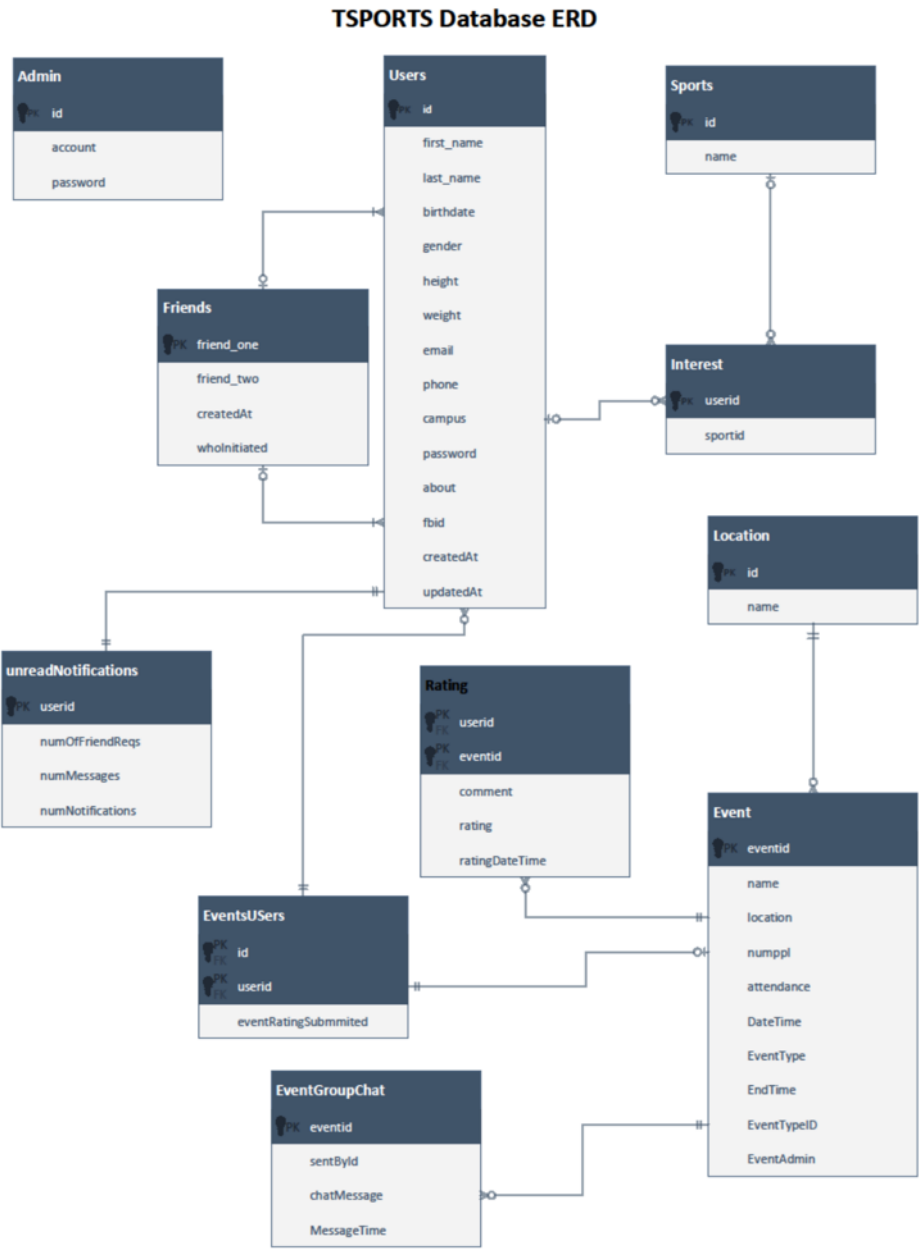 TSPORTS Database ERD
Admin
PK id
account
password
Users
PK id
first_name
last_name
birthdate
gender
height
weight
email
phone
campus
password
about
fbid
createdAt
updatedAt
Sports
PK id
name
Friends
PK friend_one
friend_two
createdAt
whoInitiated
Interest
PK userid
sportid
Location
PK id
name
unreadNotifications
PK userid
numOfFriendReqs
numMessages
numNotifications
Rating
PK FK userid
PK FK eventid
comment
rating
ratingDateTime
Event
PK eventid
name
location
numppl
attendance
DateTime
EventType
EndTime
EventTypeID
EventAdmin
EventsUSers
PK FK id
PK FK userid
eventRatingSubmmited
EventGroupChat
PK eventid
sentById
chatMessage
MessageTime